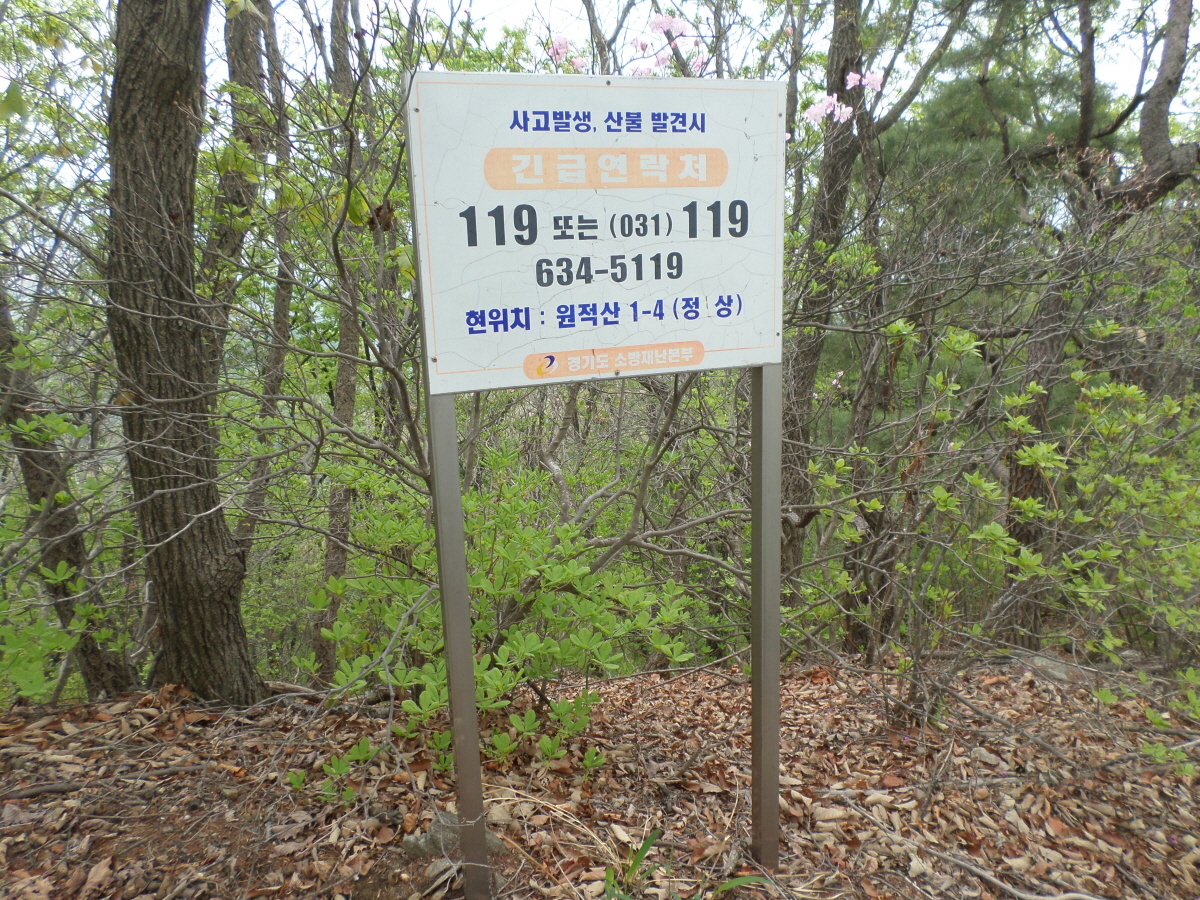 사고발생, 산불 발견시
긴급연락처
119 또는 (031) 119
634-5119
현위치 : 원적산 1-4 (정 상)
경기도 소방재난본부